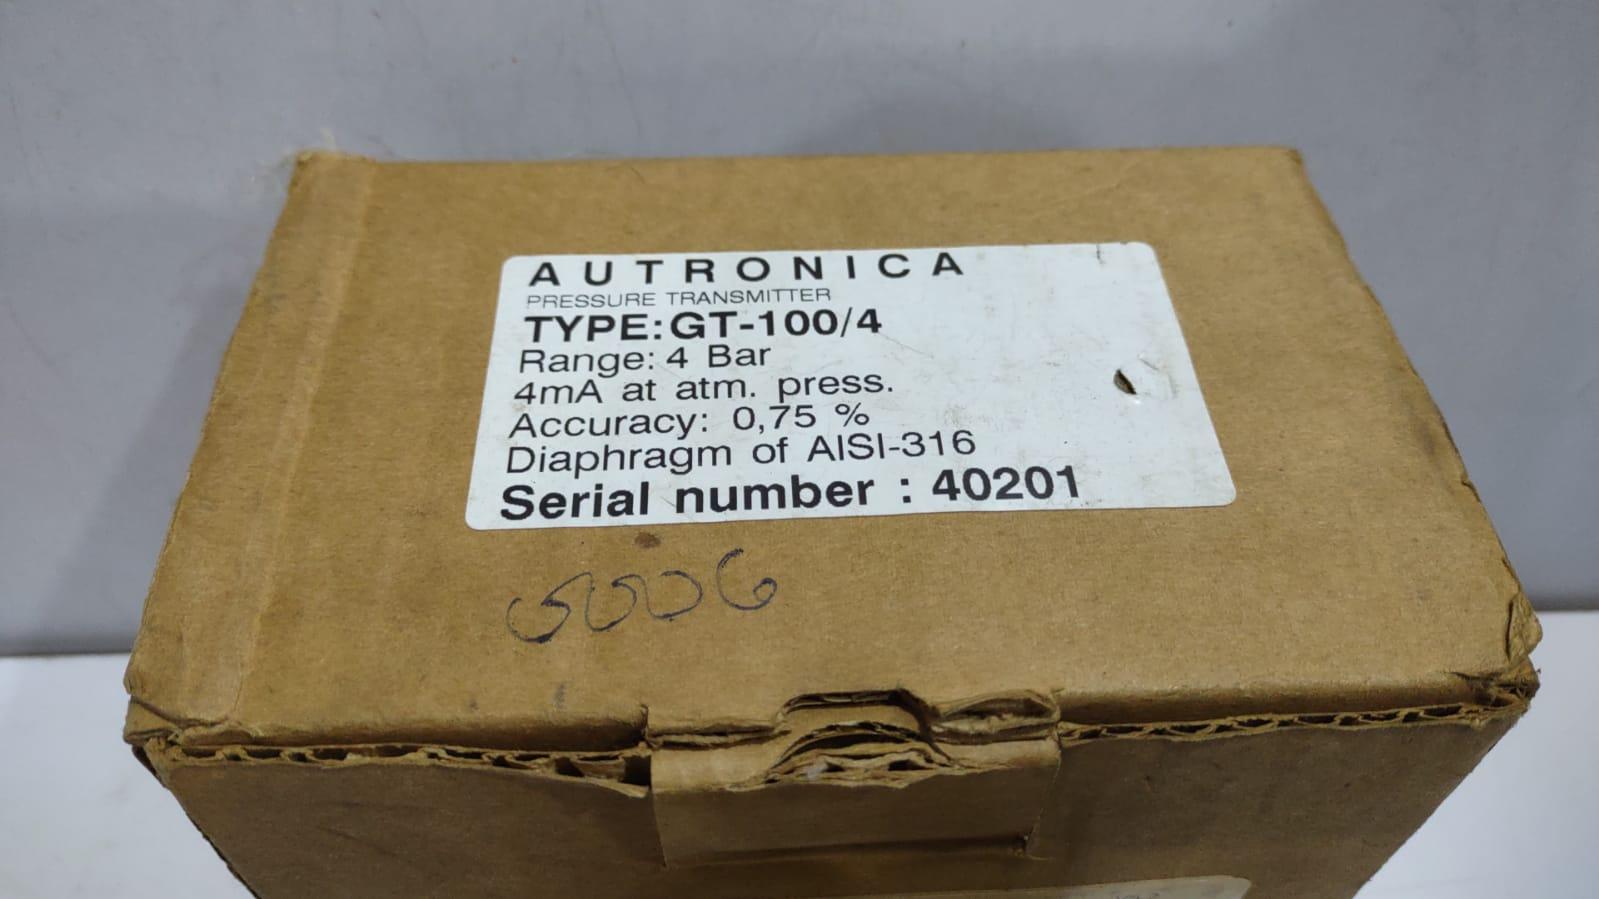 AUTRONICA
PRESSURE TRANSMITTER
TYPE:GT-100/4
Range: 4 Bar
4mA at atm. press.
Accuracy: 0,75 %
Diaphragm of AISI-316
Serial number : 40201